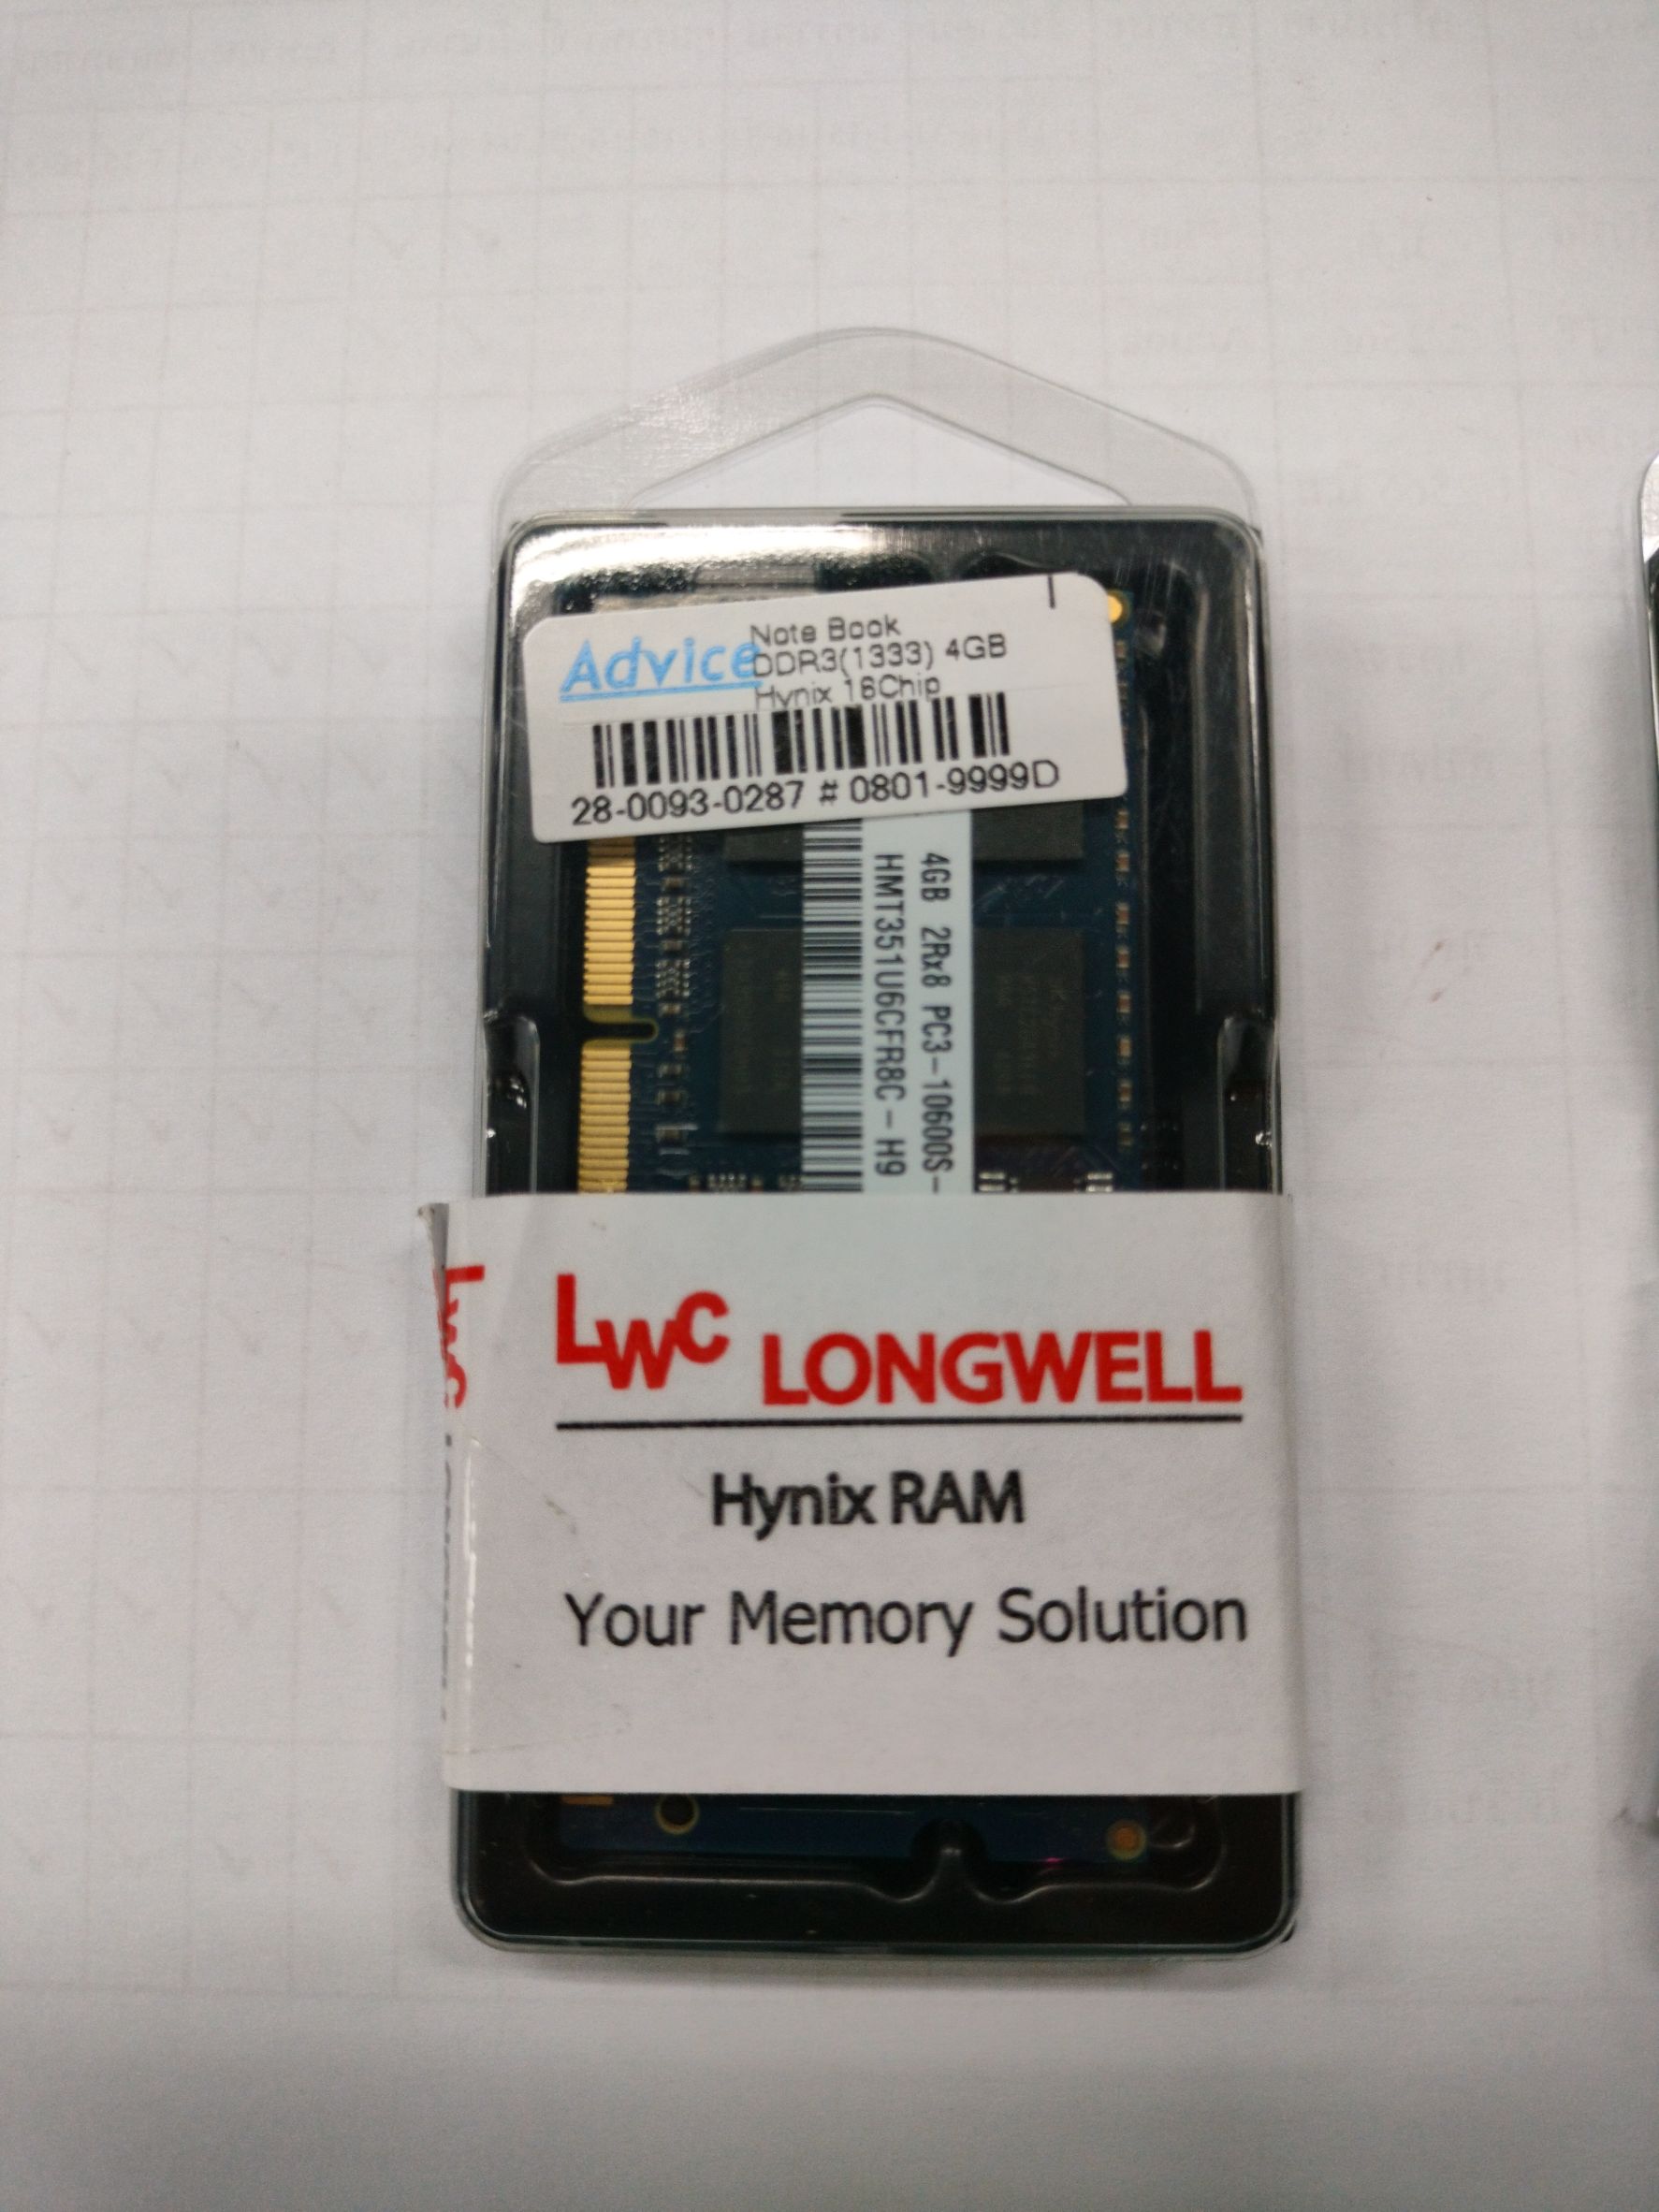 Advice
Note Book
DDR3(1333) 4GB
Hynix 16Chip
28-0093-0287 # 0801-9999D
4GB 2Rx8 PC3-10600S-
HMT351U6CFR8C-H9
LWC LONGWELL
LWC
Hynix RAM
Your Memory Solution